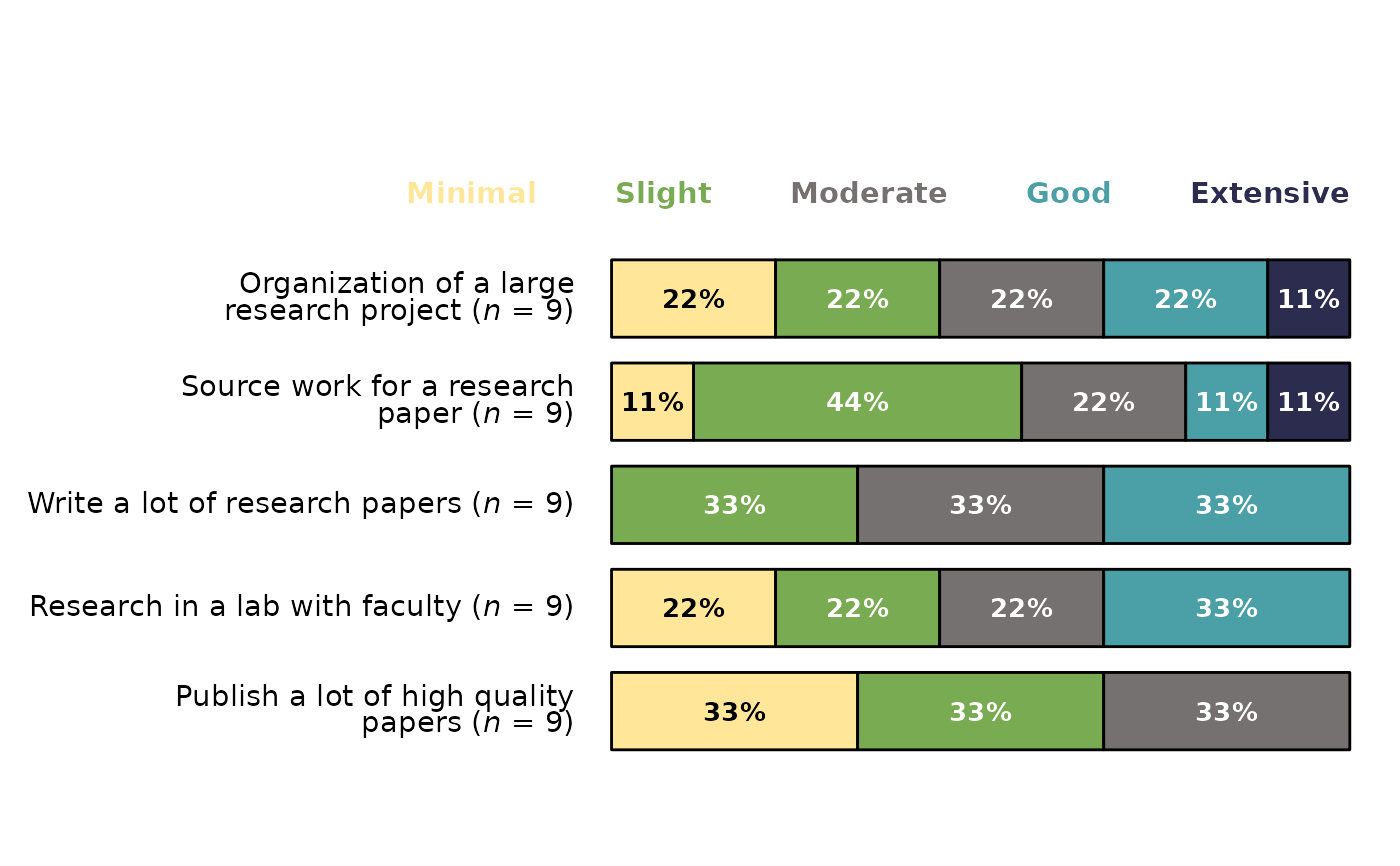 Minimal Slight Moderate Good Extensive
Organization of a large
research project (n = 9)
22% 22% 22% 22% 11%
Source work for a research
paper (n = 9)
11% 44% 22% 11% 11%
Write a lot of research papers (n = 9)
33% 33% 33%
Research in a lab with faculty (n = 9)
22% 22% 22% 33%
Publish a lot of high quality
papers (n = 9)
33% 33% 33%